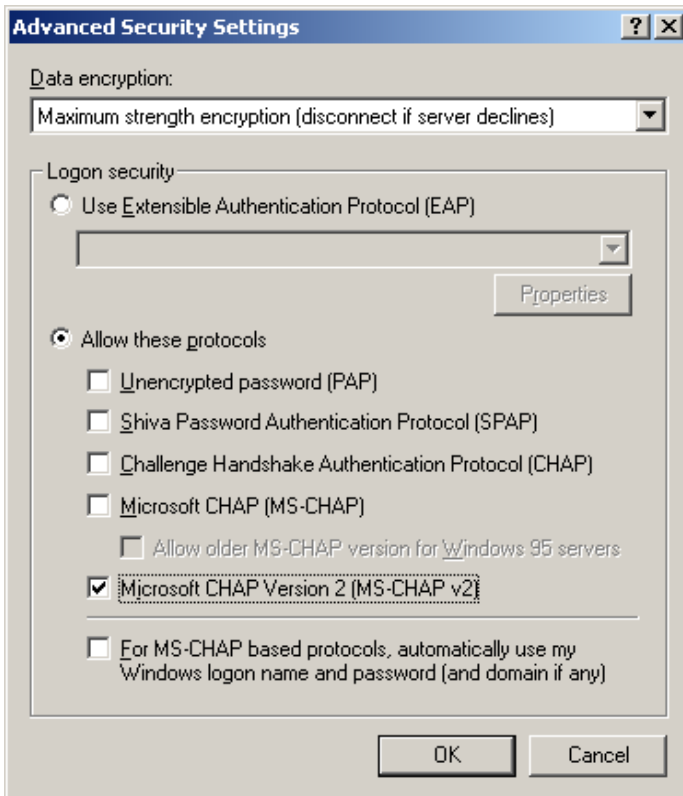 Advanced Security Settings
Data encryption:
Maximum strength encryption (disconnect if server declines)
Logon security
Use Extensible Authentication Protocol (EAP)
Properties
Allow these protocols
Unencrypted password (PAP)
Shiva Password Authentication Protocol (SPAP)
Challenge Handshake Authentication Protocol (CHAP)
Microsoft CHAP (MS-CHAP)
Allow older MS-CHAP version for Windows 95 servers
Microsoft CHAP Version 2 (MS-CHAP v2)
For MS-CHAP based protocols, automatically use my
Windows logon name and password (and domain if any)
OK Cancel